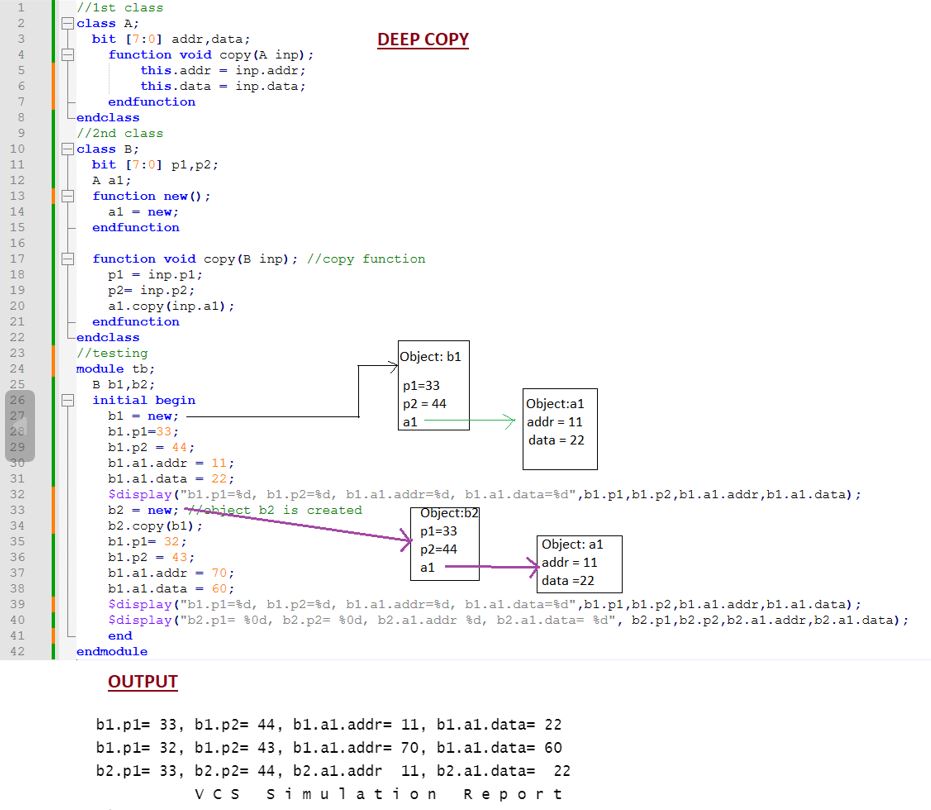 1 //1st class
2 class A;
DEEP COPY
3 bit [7:0] addr,data;
4 function void copy(A inp);
5 this.addr = inp.addr;
6 this.data = inp.data;
7 endfunction
8 endclass
9 //2nd class
10 class B;
11 bit [7:0] p1,p2;
12 A a1;
13 function new();
14 a1 = new;
15 endfunction
16
17 function void copy(B inp); //copy function
18 p1 = inp.p1;
19 p2= inp.p2;
20 a1.copy(inp.a1);
21 endfunction
22 endclass
23 //testing
24 module tb;
25 B b1,b2;
26 initial begin
27 b1 = new;
28 b1.p1=33;
29 b1.p2 = 44;
30 b1.a1.addr = 11;
31 b1.a1.data = 22;
Object: b1
p1=33
p2 = 44
a1
Object:a1
addr = 11
data = 22
32 $display("b1.p1=%d, b1.p2=%d, b1.a1.addr=%d, b1.a1.data=%d",b1.p1,b1.p2,b1.a1.addr,b1.a1.data);
33 b2 = new; //object b2 is created
34 b2.copy(b1);
35 b1.p1= 32;
36 b1.p2 = 43;
37 b1.a1.addr = 70;
38 b1.a1.data = 60;
Object:b2
p1=33
p2=44
a1
Object: a1
addr = 11
data =22
39 $display("b1.p1=%d, b1.p2=%d, b1.a1.addr=%d, b1.a1.data=%d",b1.p1,b1.p2,b1.a1.addr,b1.a1.data);
40 $display("b2.p1= %0d, b2.p2= %0d, b2.a1.addr %d, b2.a1.data= %d", b2.p1,b2.p2,b2.a1.addr,b2.a1.data);
41 end
42 endmodule
OUTPUT
b1.p1= 33, b1.p2= 44, b1.a1.addr= 11, b1.a1.data= 22
b1.p1= 32, b1.p2= 43, b1.a1.addr= 70, b1.a1.data= 60
b2.p1= 33, b2.p2= 44, b2.a1.addr  11, b2.a1.data=  22
V C S   S i m u l a t i o n   R e p o r t